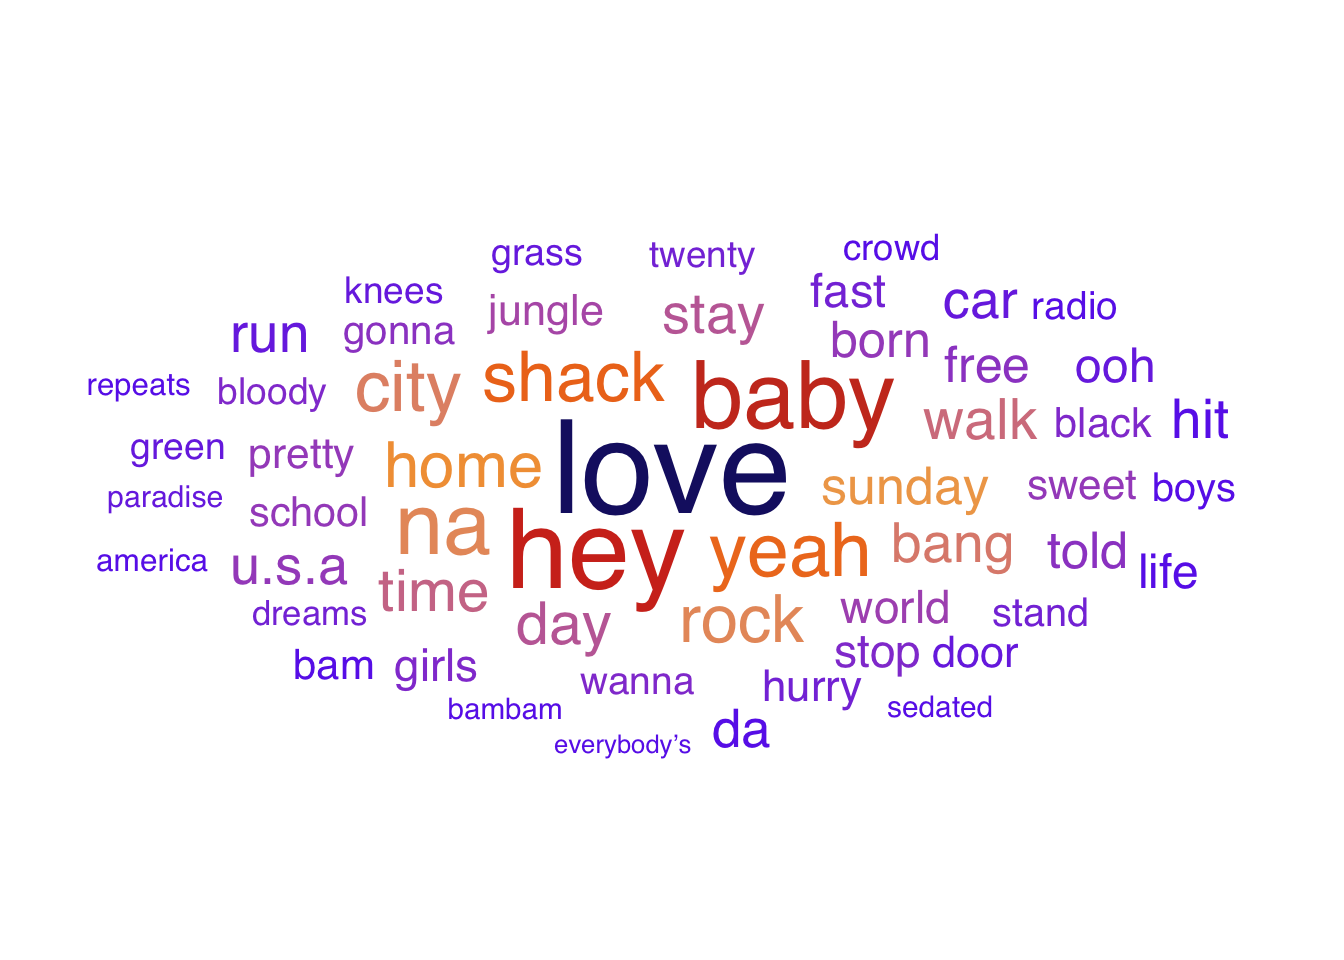 grass twenty crowd
knees jungle stay fast car radio
run gonna born free ooh
repeats bloody city shack baby walk black hit
green pretty home love sunday sweet boys
paradise school na hey yeah bang told life
america u.s.a time day rock world stand
dreams stop door
bam girls wanna hurry sedated
bambam da
everybody’s